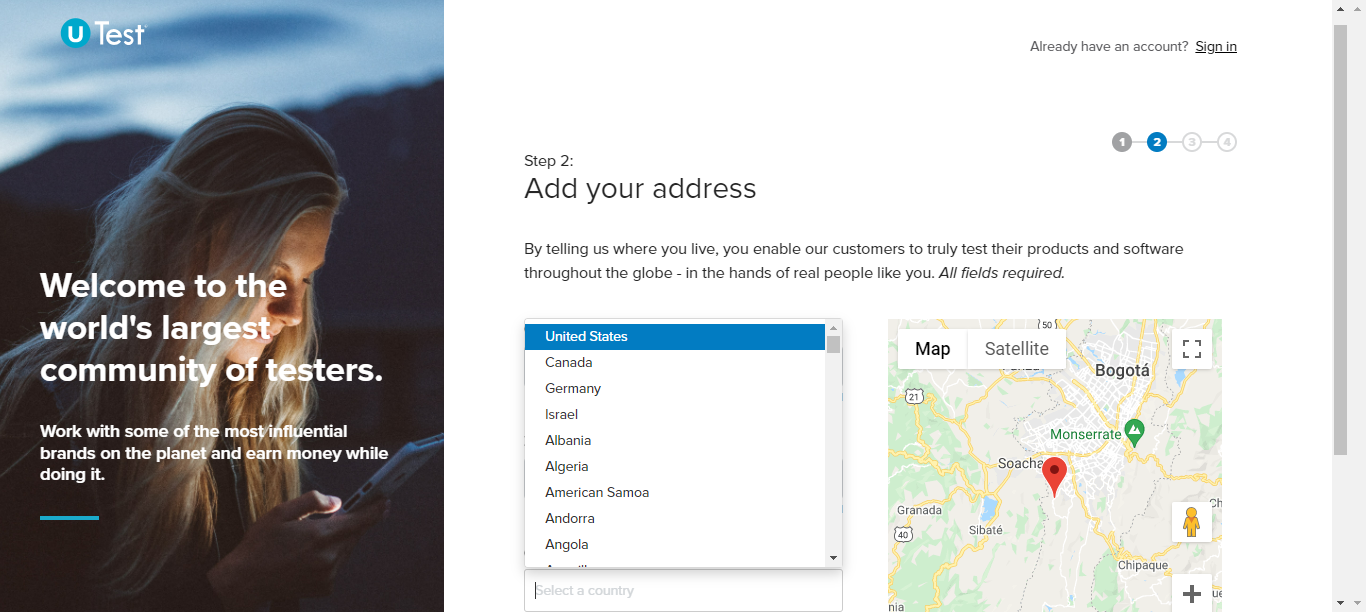 U Test
Already have an account? Sign in
1 2 3 4
Step 2:
Add your address
By telling us where you live, you enable our customers to truly test their products and software
throughout the globe - in the hands of real people like you. All fields required.
Welcome to the
world's largest
community of testers.
Work with some of the most influential
brands on the planet and earn money while
doing it.
United States
Canada
Germany
Israel
Albania
Algeria
American Samoa
Andorra
Angola
Select a country
50
Map Satellite
Bogotá
21
Monserrate
Soacha
Granada
Sibaté
40
Chipaque